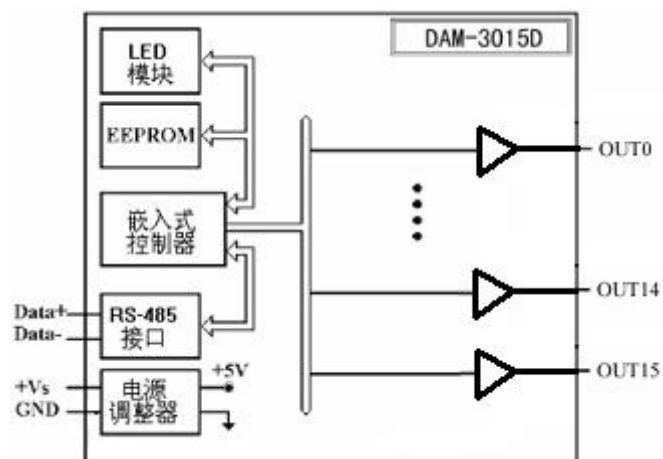 DAM-3015D
LED
模块
EEPROM
嵌入式
控制器
RS-485
接口
Data+
Data-
电源
调整器
+Vs
GND
+5V
OUT0
OUT14
OUT15